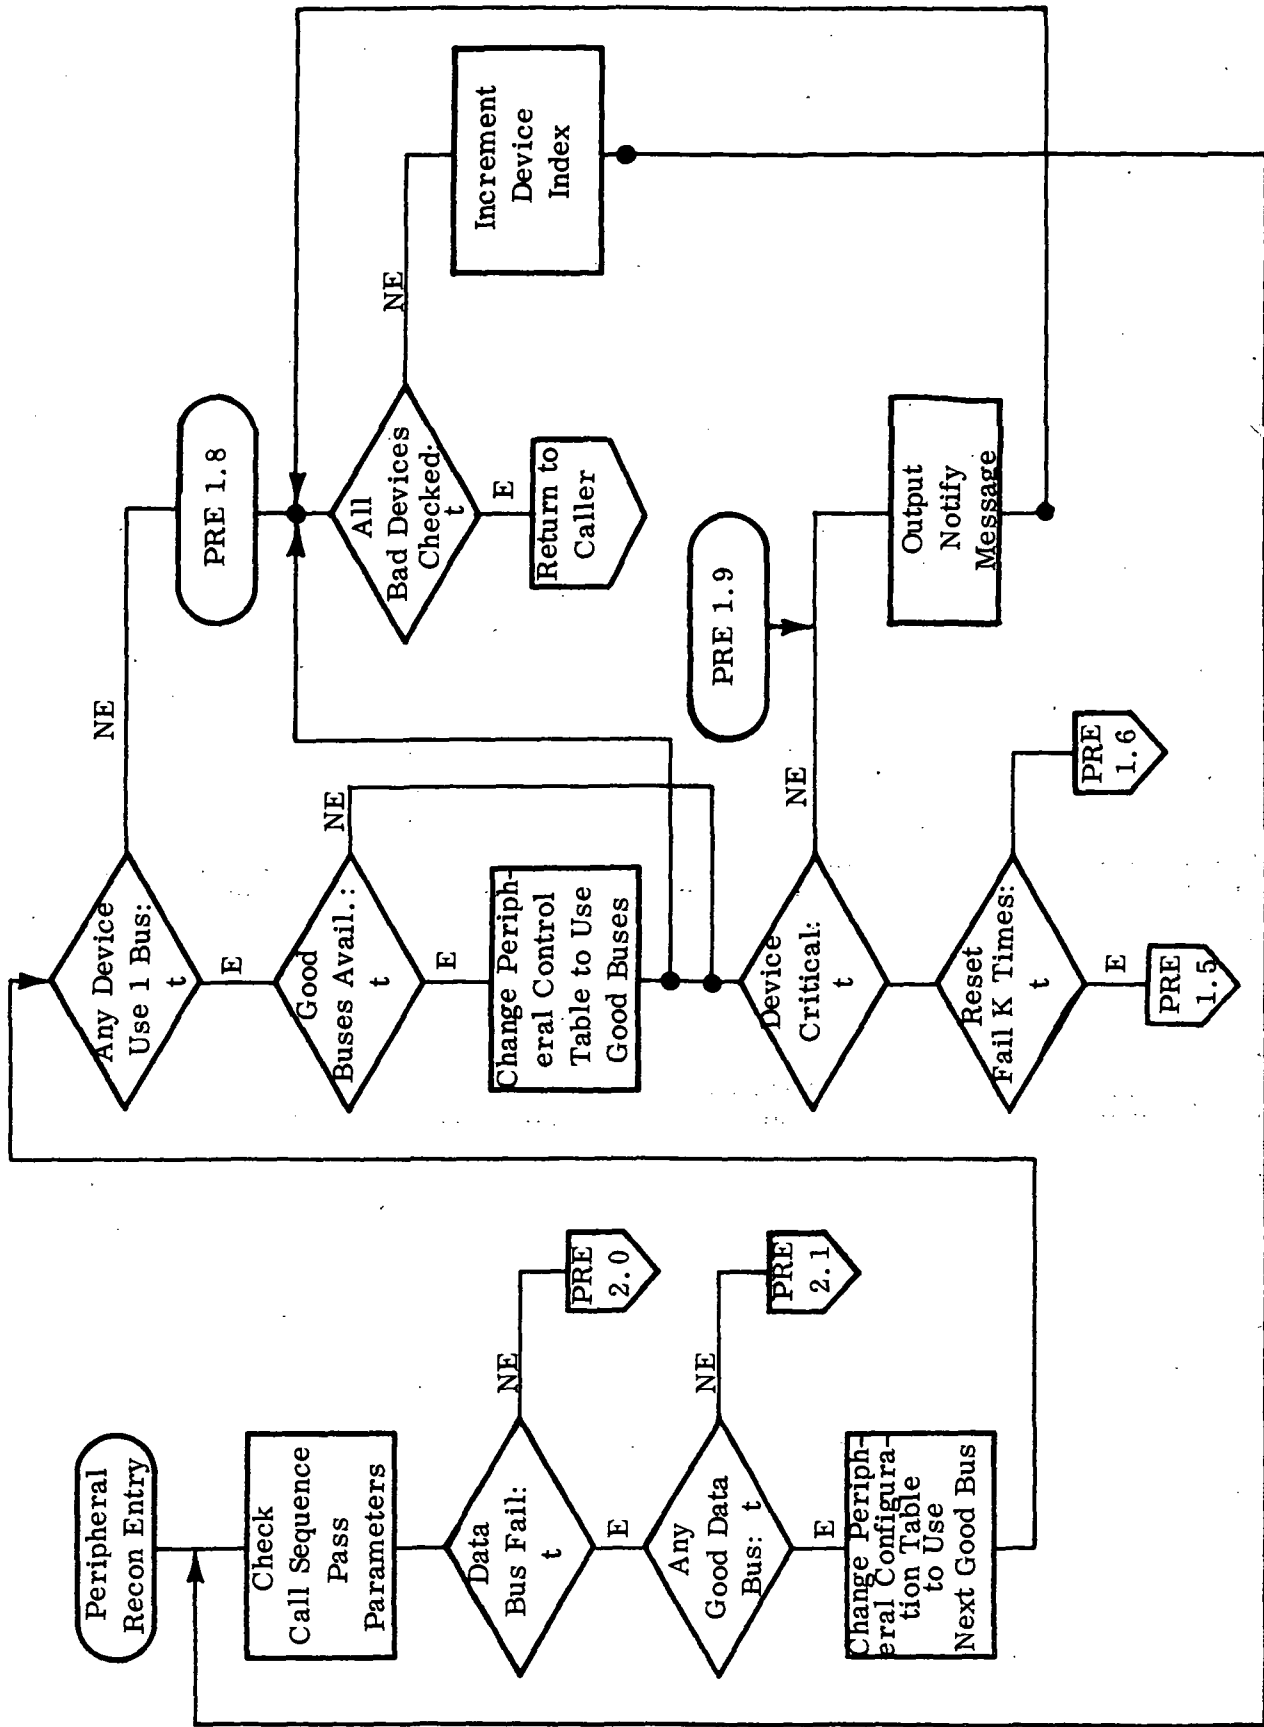 Peripheral
Recon Entry
Check
Call Sequence
Pass
Parameters
Data
Bus Fail:
t
NE
PRE
2.0
E
Any
Good Data
Bus: t
NE
PRE
2.1
E
Change Periph-
eral Configura-
tion Table
to Use
Next Good Bus
Any Device
Use 1 Bus:
t
NE
E
Good
Buses Avail.:
t
NE
E
Change Periph-
eral Control
Table to Use
Good Buses
Device
Critical:
t
NE
Reset
Fail K Times:
t
PRE
1.6
E
PRE
1.5
PRE 1.8
All
Bad Devices
Checked:
t
NE
E
Return to
Caller
Increment
Device
Index
PRE 1.9
Output
Notify
Message